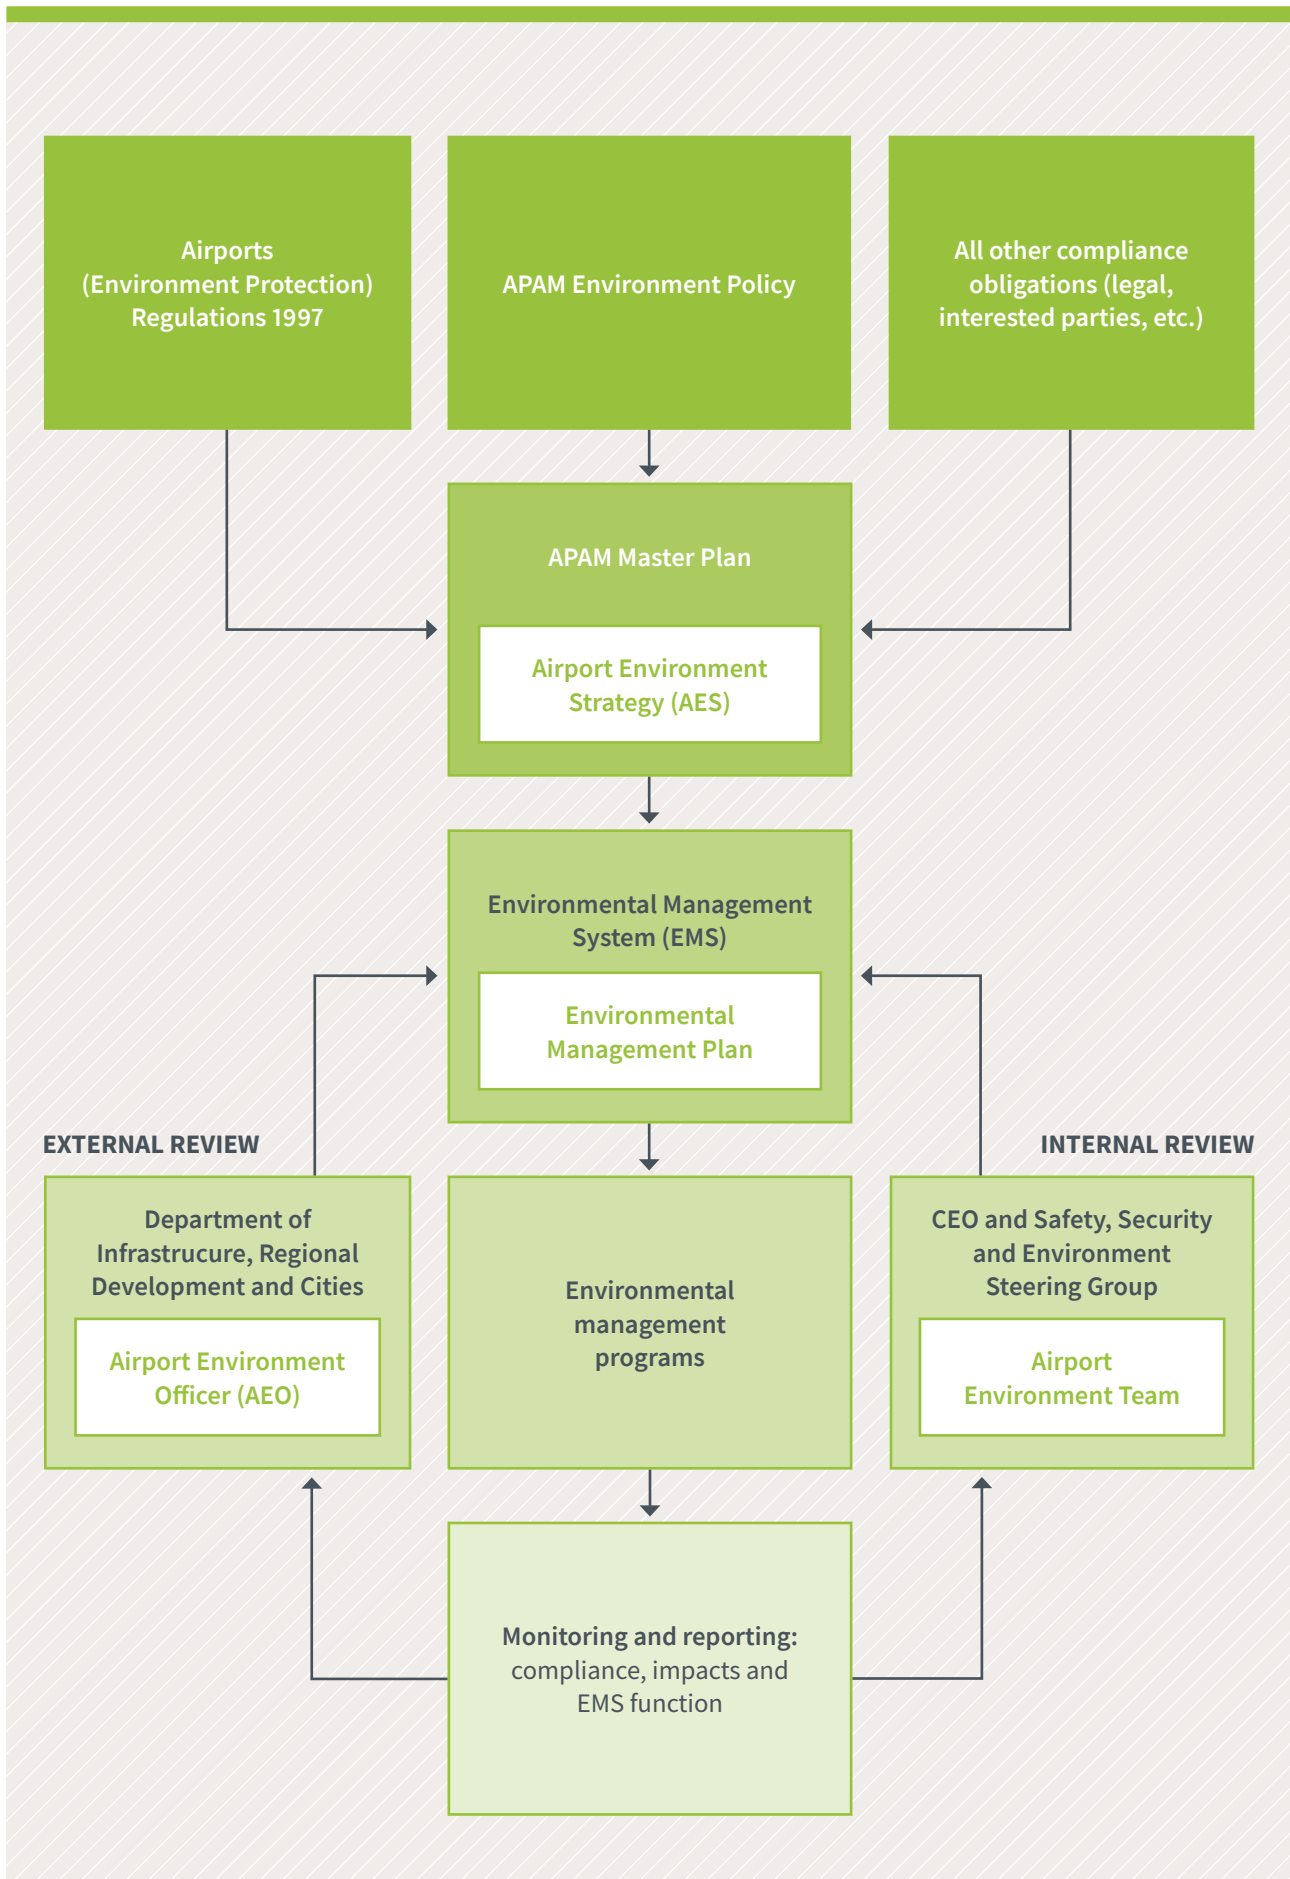 Airports
(Environment Protection)
Regulations 1997
APAM Environment Policy
All other compliance
obligations (legal,
interested parties, etc.)
APAM Master Plan
Airport Environment
Strategy (AES)
Environmental Management
System (EMS)
Environmental
Management Plan
EXTERNAL REVIEW
INTERNAL REVIEW
Department of
Infrastrucure, Regional
Development and Cities
Airport Environment
Officer (AEO)
Environmental
management
programs
CEO and Safety, Security
and Environment
Steering Group
Airport
Environment Team
Monitoring and reporting:
compliance, impacts and
EMS function